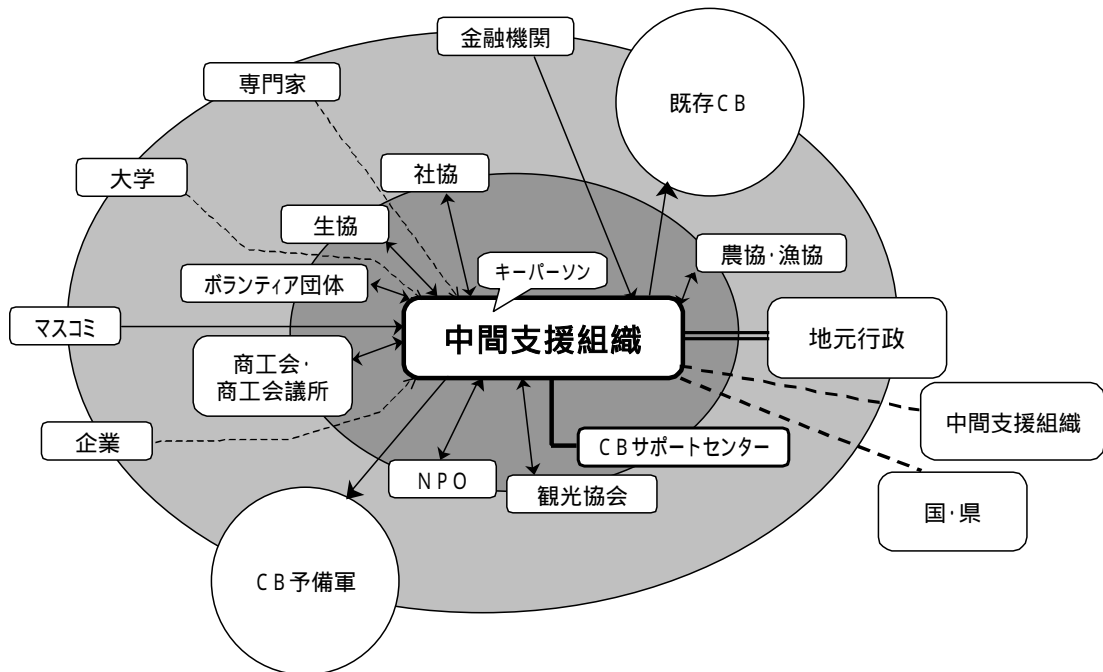 金融機関
専門家
既存CB
大学
社協
生協
農協･漁協
キーパーソン
ボランティア団体
マスコミ
中間支援組織
地元行政
商工会･
商工会議所
中間支援組織
企業
CBサポートセンター
NPO
観光協会
国･県
CB予備軍